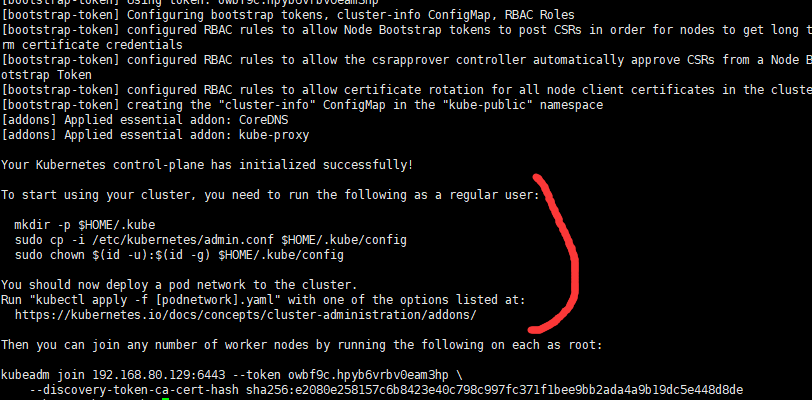 [bootstrap-token] Using token: owbf9c.hpyb6vrbv0eam3hp
[bootstrap-token] Configuring bootstrap tokens, cluster-info ConfigMap, RBAC Roles
[bootstrap-token] configured RBAC rules to allow Node Bootstrap tokens to post CSRs in order for nodes to get long t
rm certificate credentials
[bootstrap-token] configured RBAC rules to allow the csrapprover controller automatically approve CSRs from a Node B
otstrap Token
[bootstrap-token] configured RBAC rules to allow certificate rotation for all node client certificates in the cluste
[bootstrap-token] creating the "cluster-info" ConfigMap in the "kube-public" namespace
[addons] Applied essential addon: CoreDNS
[addons] Applied essential addon: kube-proxy
Your Kubernetes control-plane has initialized successfully!
To start using your cluster, you need to run the following as a regular user:
mkdir -p $HOME/.kube
sudo cp -i /etc/kubernetes/admin.conf $HOME/.kube/config
sudo chown $(id -u):$(id -g) $HOME/.kube/config
You should now deploy a pod network to the cluster.
Run "kubectl apply -f [podnetwork].yaml" with one of the options listed at:
https://kubernetes.io/docs/concepts/cluster-administration/addons/
Then you can join any number of worker nodes by running the following on each as root:
kubeadm join 192.168.80.129:6443 --token owbf9c.hpyb6vrbv0eam3hp \
--discovery-token-ca-cert-hash sha256:e2080e258157c6b8423e40c798c997fc371f1bee9bb2ada4a9b19dc5e448d8de